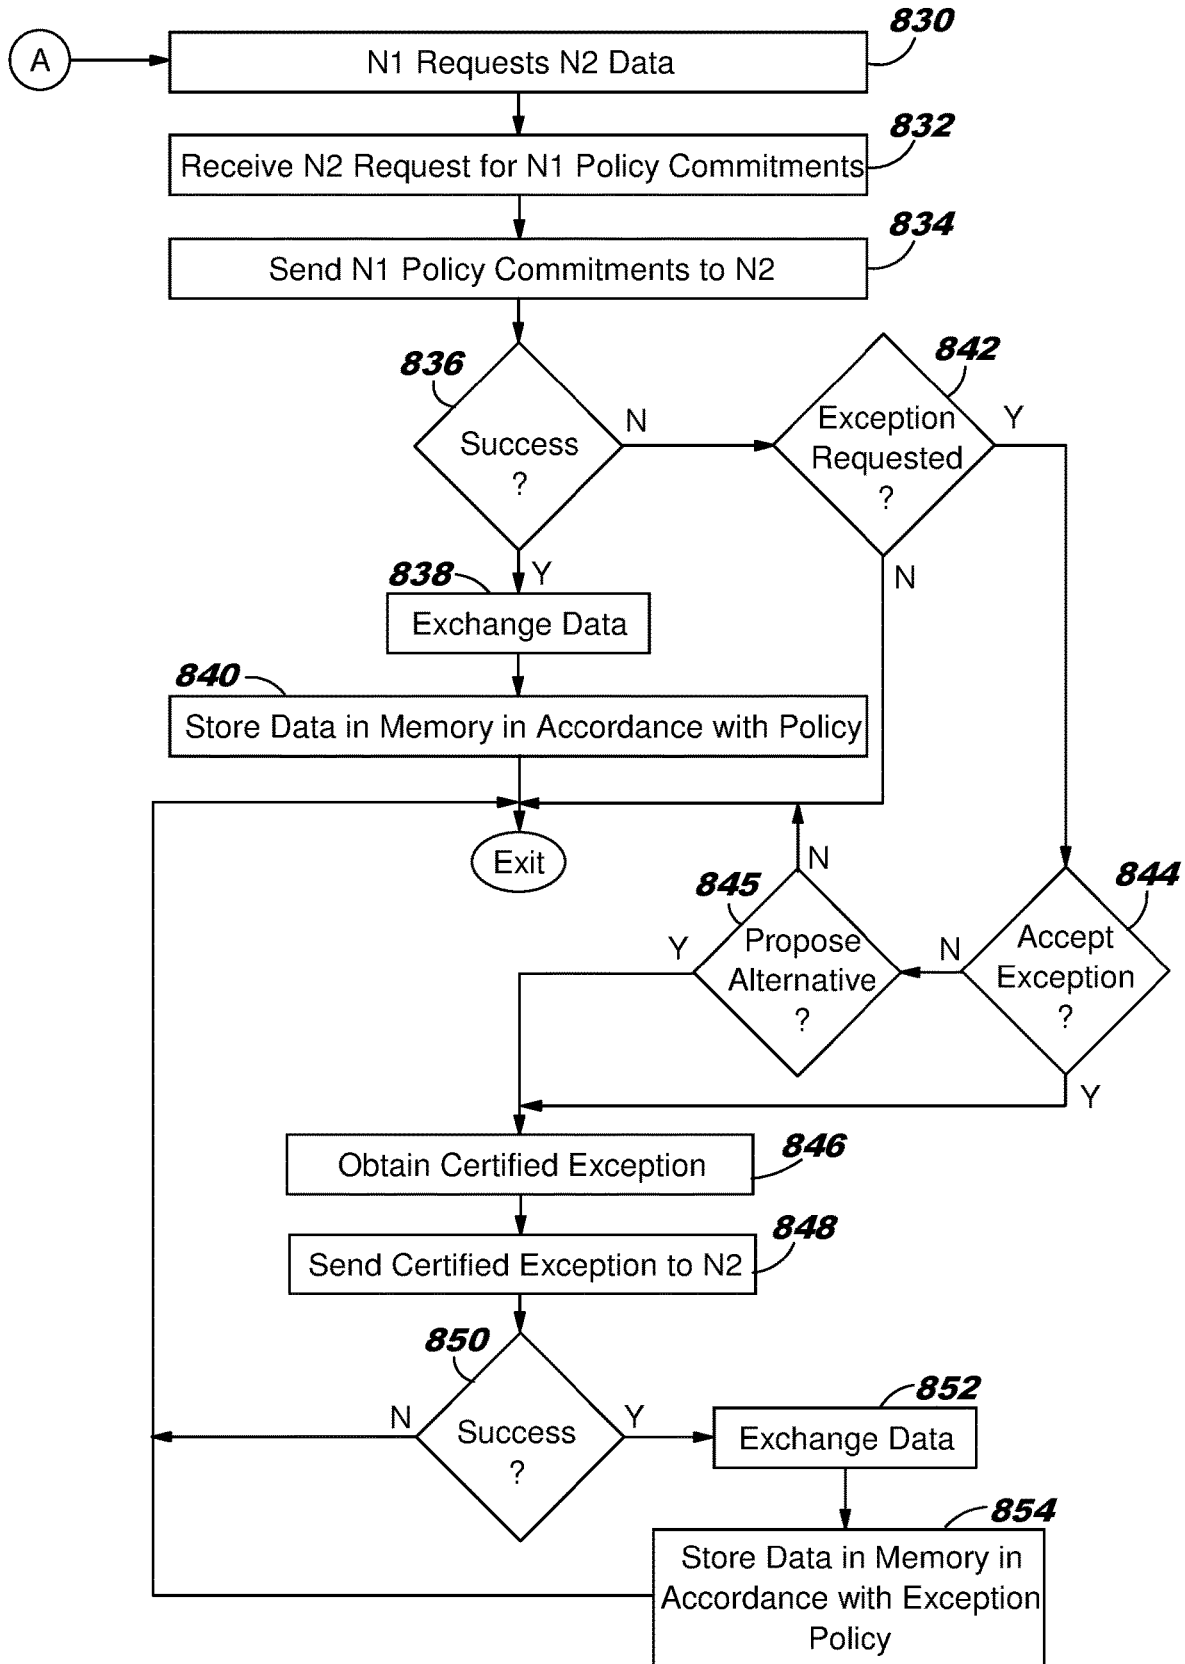 830
A
N1 Requests N2 Data
832
Receive N2 Request for N1 Policy Commitments
834
Send N1 Policy Commitments to N2
836
842
N
Exception
Requested
?
Y
Success
?
Y
N
838
Exchange Data
840
Store Data in Memory in Accordance with Policy
Exit
N
845
844
Y
Propose
Alternative
?
N
Accept
Exception
?
Y
846
Obtain Certified Exception
848
Send Certified Exception to N2
850
N
Success
?
Y
852
Exchange Data
854
Store Data in Memory in
Accordance with Exception
Policy